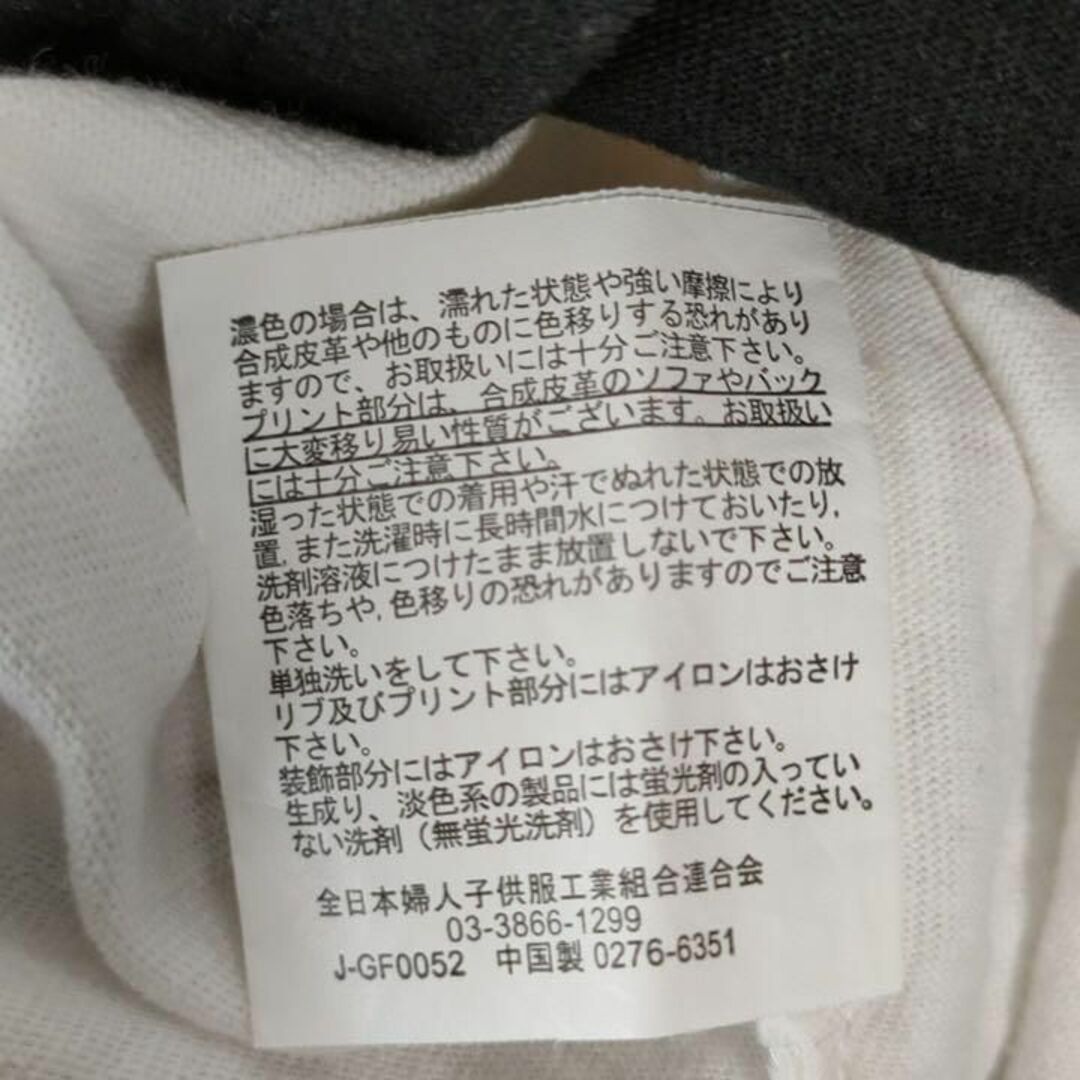 濃色の場合は、濡れた状態や強い摩擦により
合成皮革や他のものに色移りする恐れがあり
ますので、お取扱いには十分ご注意下さい。
プリント部分は、合成皮革のソファやバック
に大変移り易い性質がございます。お取扱い
には十分ご注意下さい。
湿った状態での着用や汗でぬれた状態での放
置,また洗濯時に長時間水につけておいたり,
洗剤溶液につけたまま放置しないで下さい。
色落ちや,色移りの恐れがありますのでご注意
下さい。
単独洗いをして下さい。
リブ及びプリント部分にはアイロンはおさけ
下さい。
装飾部分にはアイロンはおさけ下さい。
生成り、淡色系の製品には蛍光剤の入ってい
ない洗剤（無蛍光洗剤）を使用してください。
全日本婦人子供服工業組合連合会
03-3866-1299
J-GF0052 中国製 0276-6351